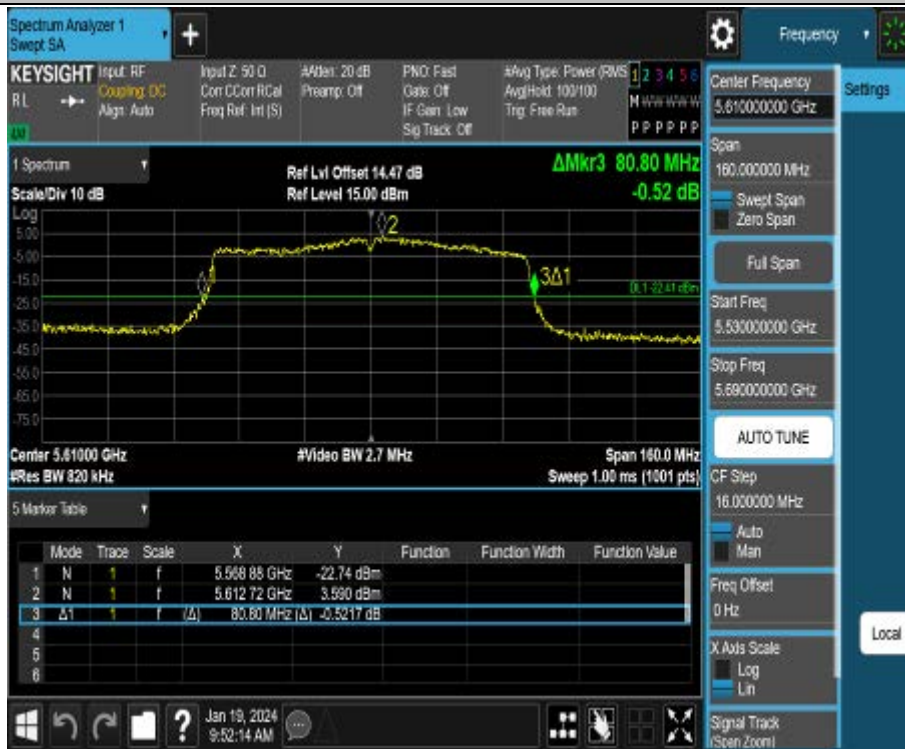 Spectrum Analyzer 1
Swept SA
+
Frequency
KEYSIGHT
RL
Input: RF
Coupling: DC
Align: Auto
Input Z: 50 Ω
Corr CCorr RCal
Freq Ref: Int (S)
#Atten: 20 dB
Preamp: Off
PNO: Fast
Gate: Off
IF Gain: Low
Sig Track: Off
#Avg Type: Power (RMS
Avg|Hold: 100/100
Trig: Free Run
1 2 3 4 5 6
M W W W W W
P P P P P P
1 Spectrum
Scale/Div 10 dB
Ref Lvl Offset 14.47 dB
Ref Level 15.00 dBm
ΔMkr3 80.80 MHz
-0.52 dB
Log
5.00
-5.00
-15.0
-25.0
-35.0
-45.0
-55.0
-65.0
-75.0
2
3Δ1
DL1 -22.41 dBm
Center 5.61000 GHz
#Res BW 820 kHz
#Video BW 2.7 MHz
Span 160.0 MHz
Sweep 1.00 ms (1001 pts)
5 Marker Table
Mode Trace Scale X Y Function Function Width Function Value
1 N 1 f 5.568 88 GHz -22.74 dBm
2 N 1 f 5.612 72 GHz 3.590 dBm
3 Δ1 1 f (Δ) 80.80 MHz (Δ) -0.5217 dB
4
5
6
Jan 19, 2024
9:52:14 AM
Center Frequency
5.610000000 GHz
Span
160.000000 MHz
Swept Span
Zero Span
Full Span
Start Freq
5.530000000 GHz
Stop Freq
5.690000000 GHz
AUTO TUNE
CF Step
16.000000 MHz
Auto
Man
Freq Offset
0 Hz
X Axis Scale
Log
Lin
Signal Track
(Span Zoom)
Settings
Local